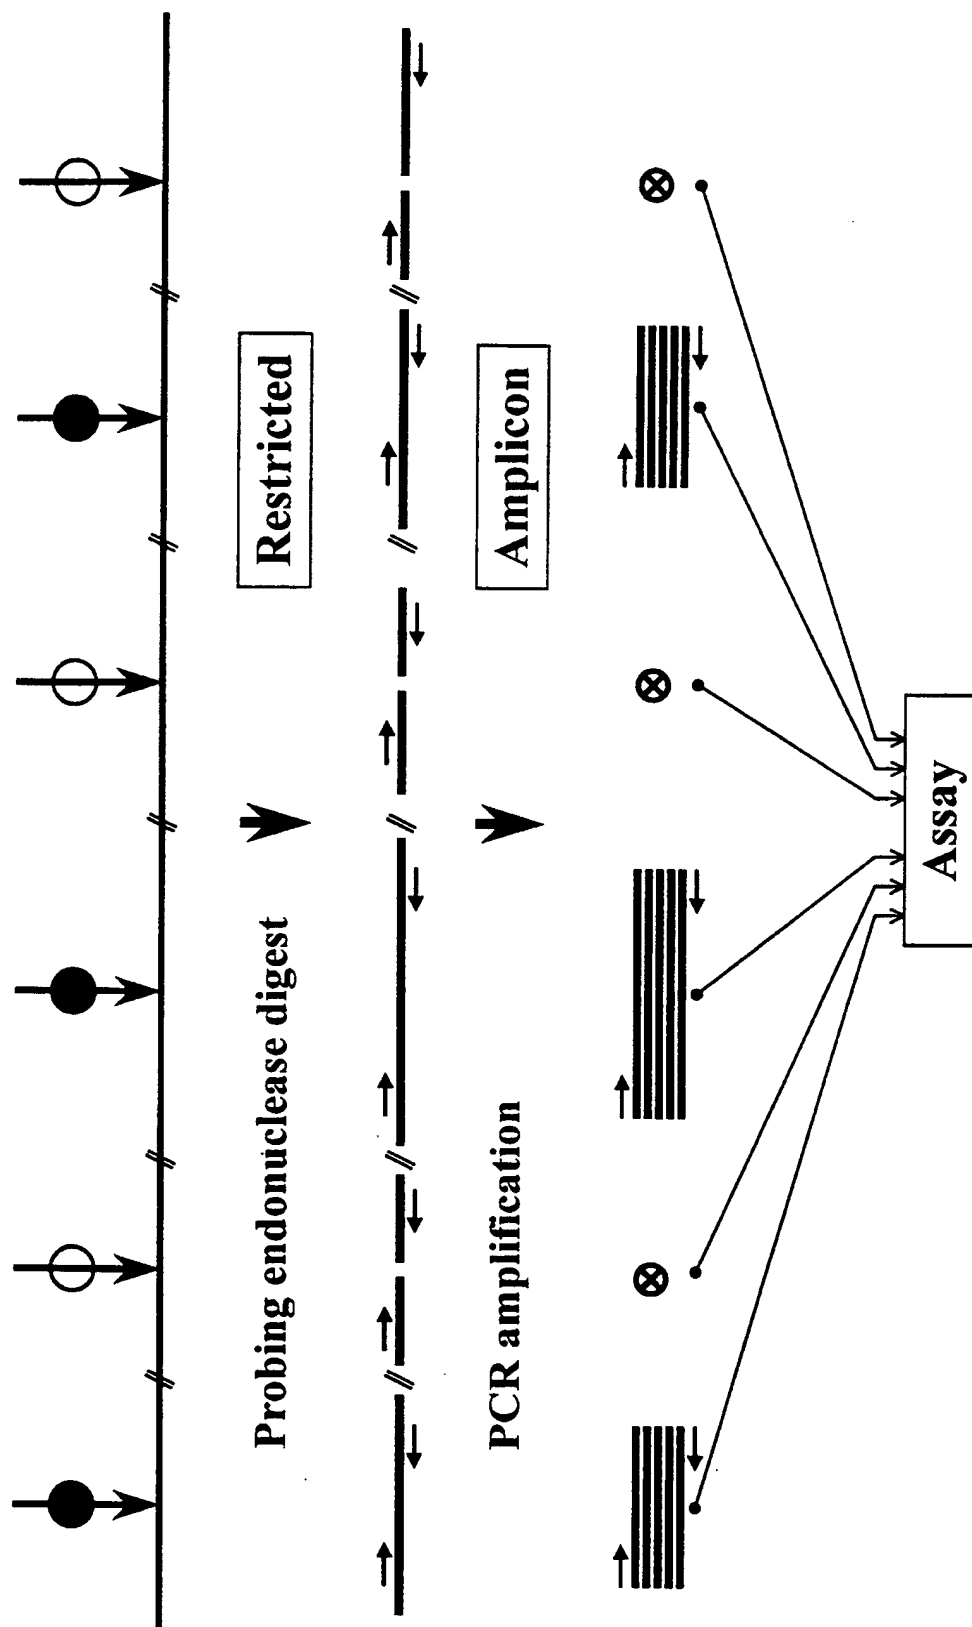 Probing endonuclease digest
Restricted
PCR amplification
Amplicon
Assay